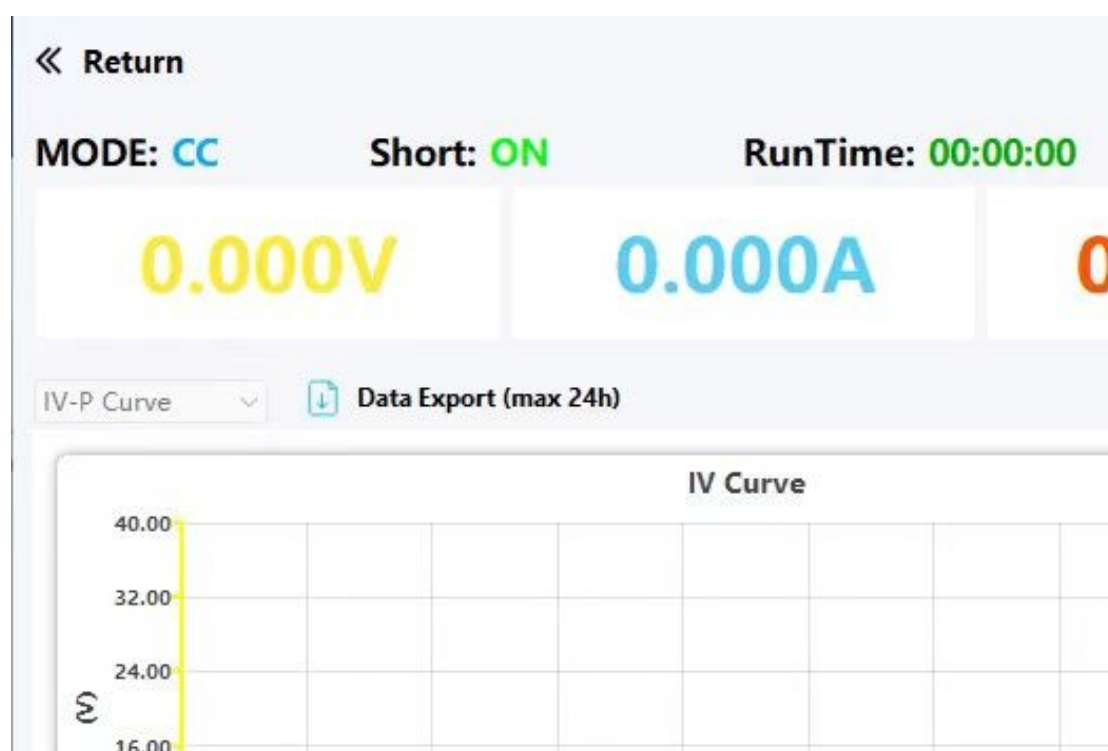 Return
MODE: CC Short: ON RunTime: 00:00:00
0.000V 0.000A 0
IV-P Curve Data Export (max 24h)
IV Curve
40.00
32.00
24.00
(V)
16.00